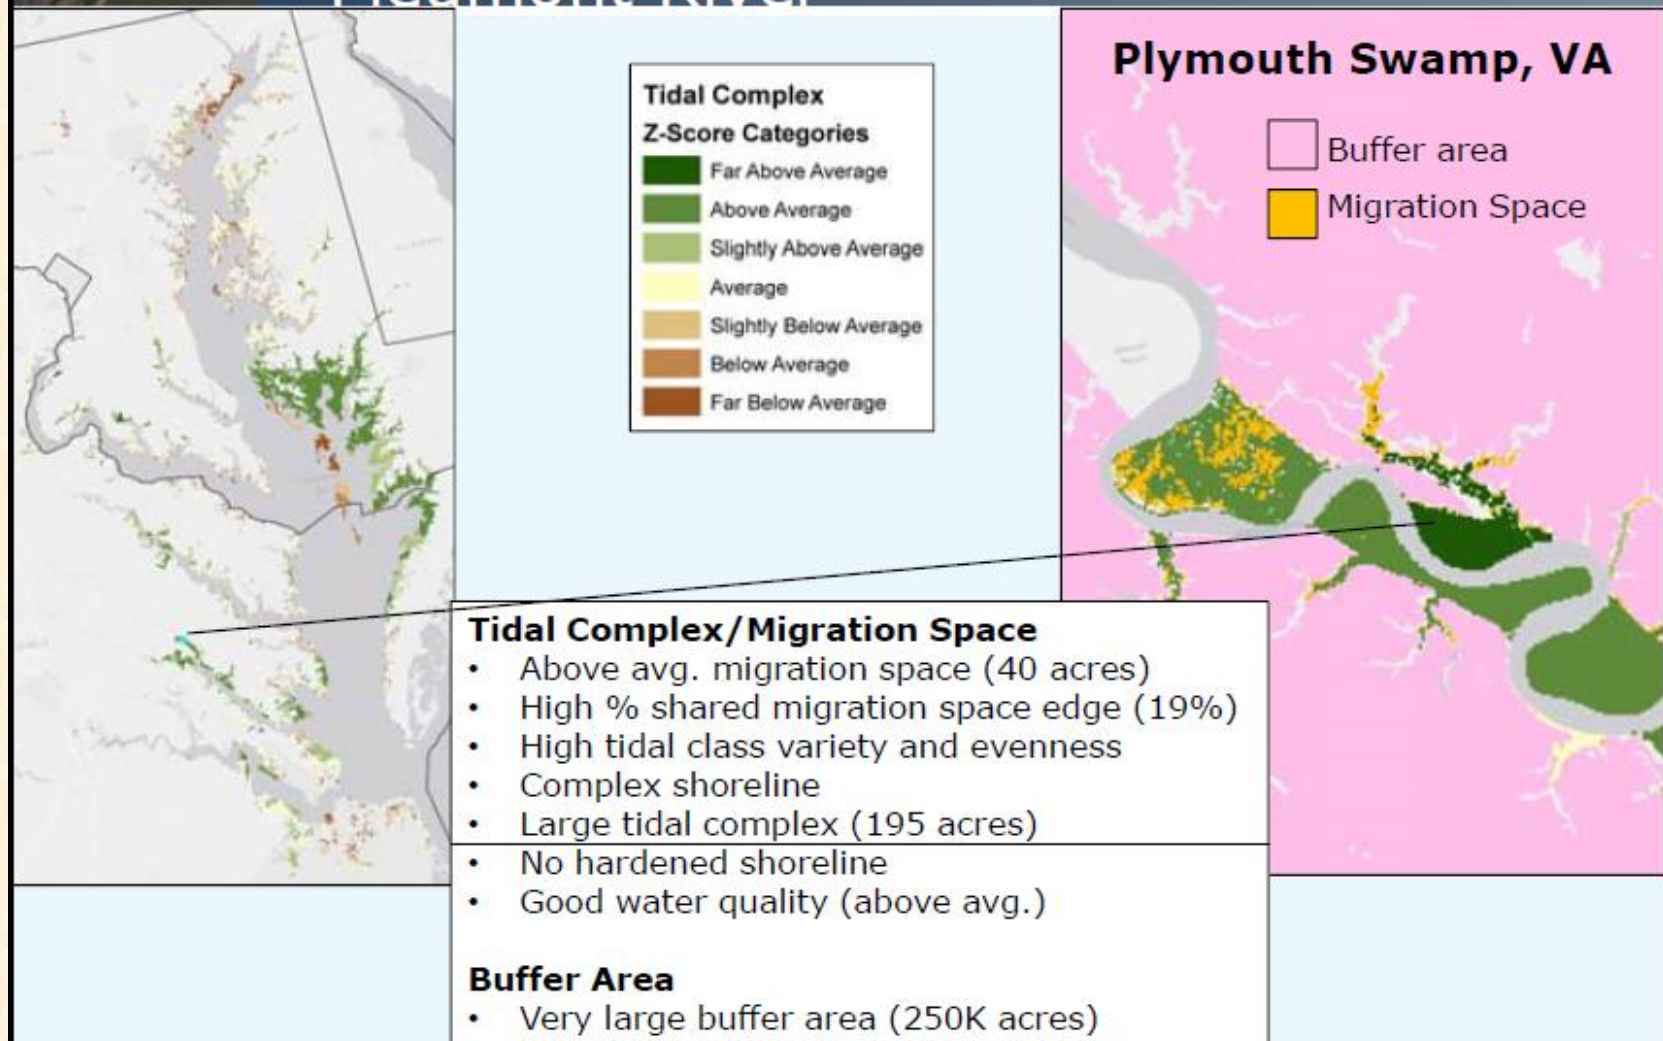 Piedmont River
Tidal Complex
Z-Score Categories
Far Above Average
Above Average
Slightly Above Average
Average
Slightly Below Average
Below Average
Far Below Average
Plymouth Swamp, VA
Buffer area
Migration Space
Tidal Complex/Migration Space
• Above avg. migration space (40 acres)
• High % shared migration space edge (19%)
• High tidal class variety and evenness
• Complex shoreline
• Large tidal complex (195 acres)
• No hardened shoreline
• Good water quality (above avg.)
Buffer Area
• Very large buffer area (250K acres)